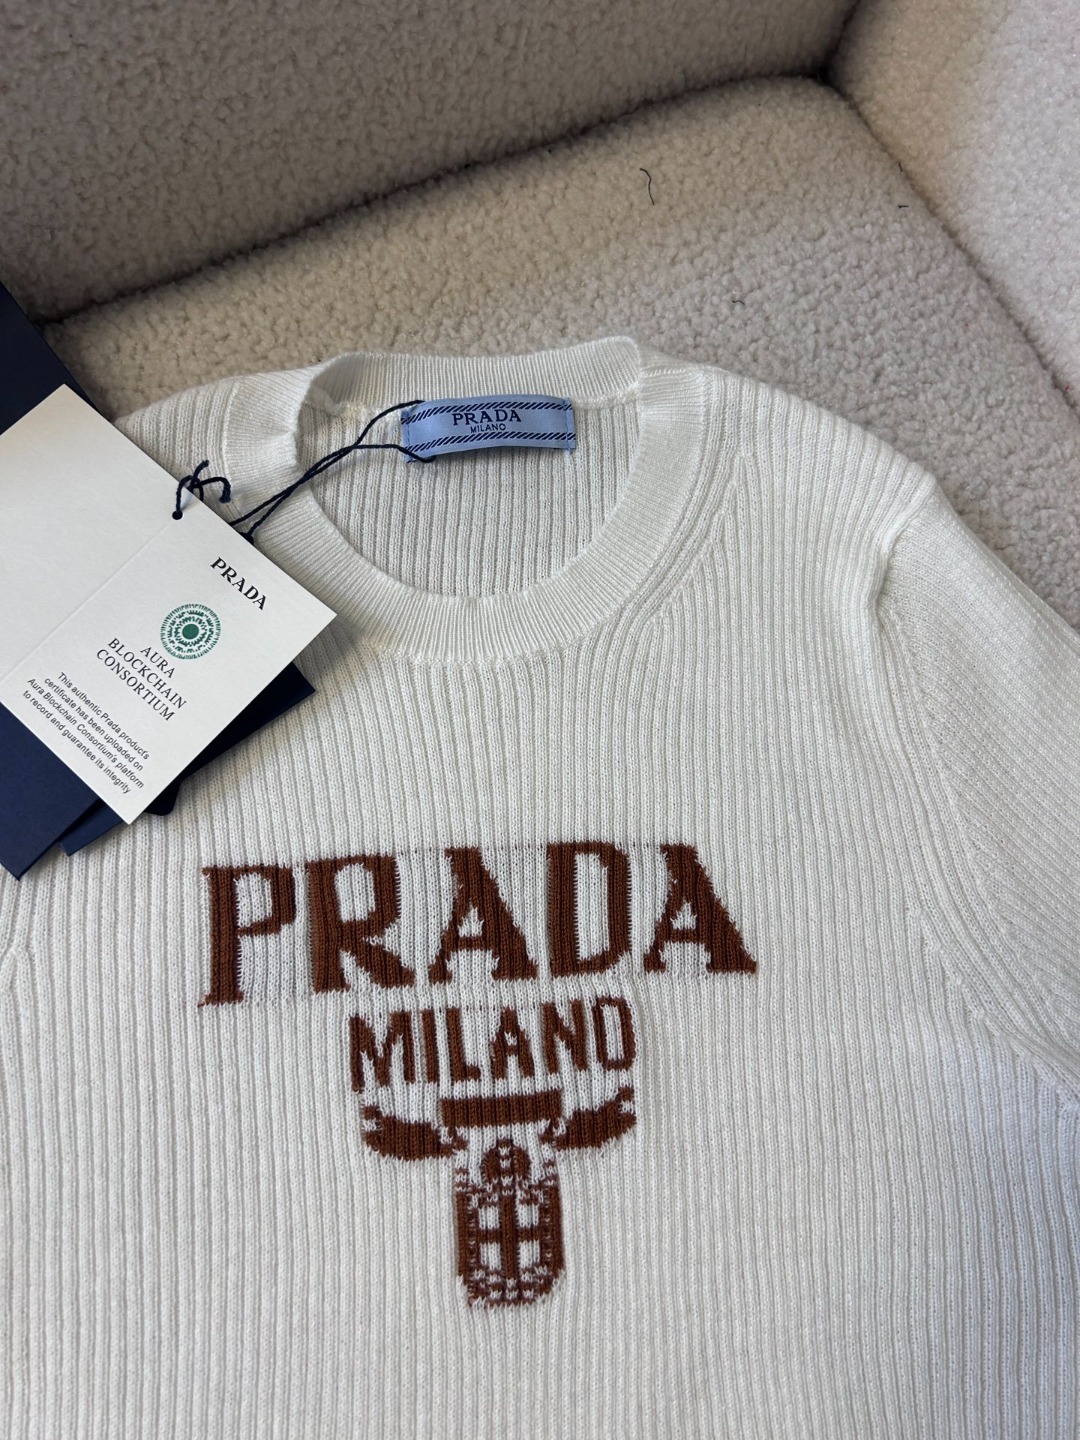 PRADA
MILANO
PRADA
AURA
BLOCKCHAIN
CONSORTIUM
This authentic Prada product's
certificate has been uploaded on
Aura Blockchain Consortium's platform
to record and guarantee its integrity
PRADA
MILANO